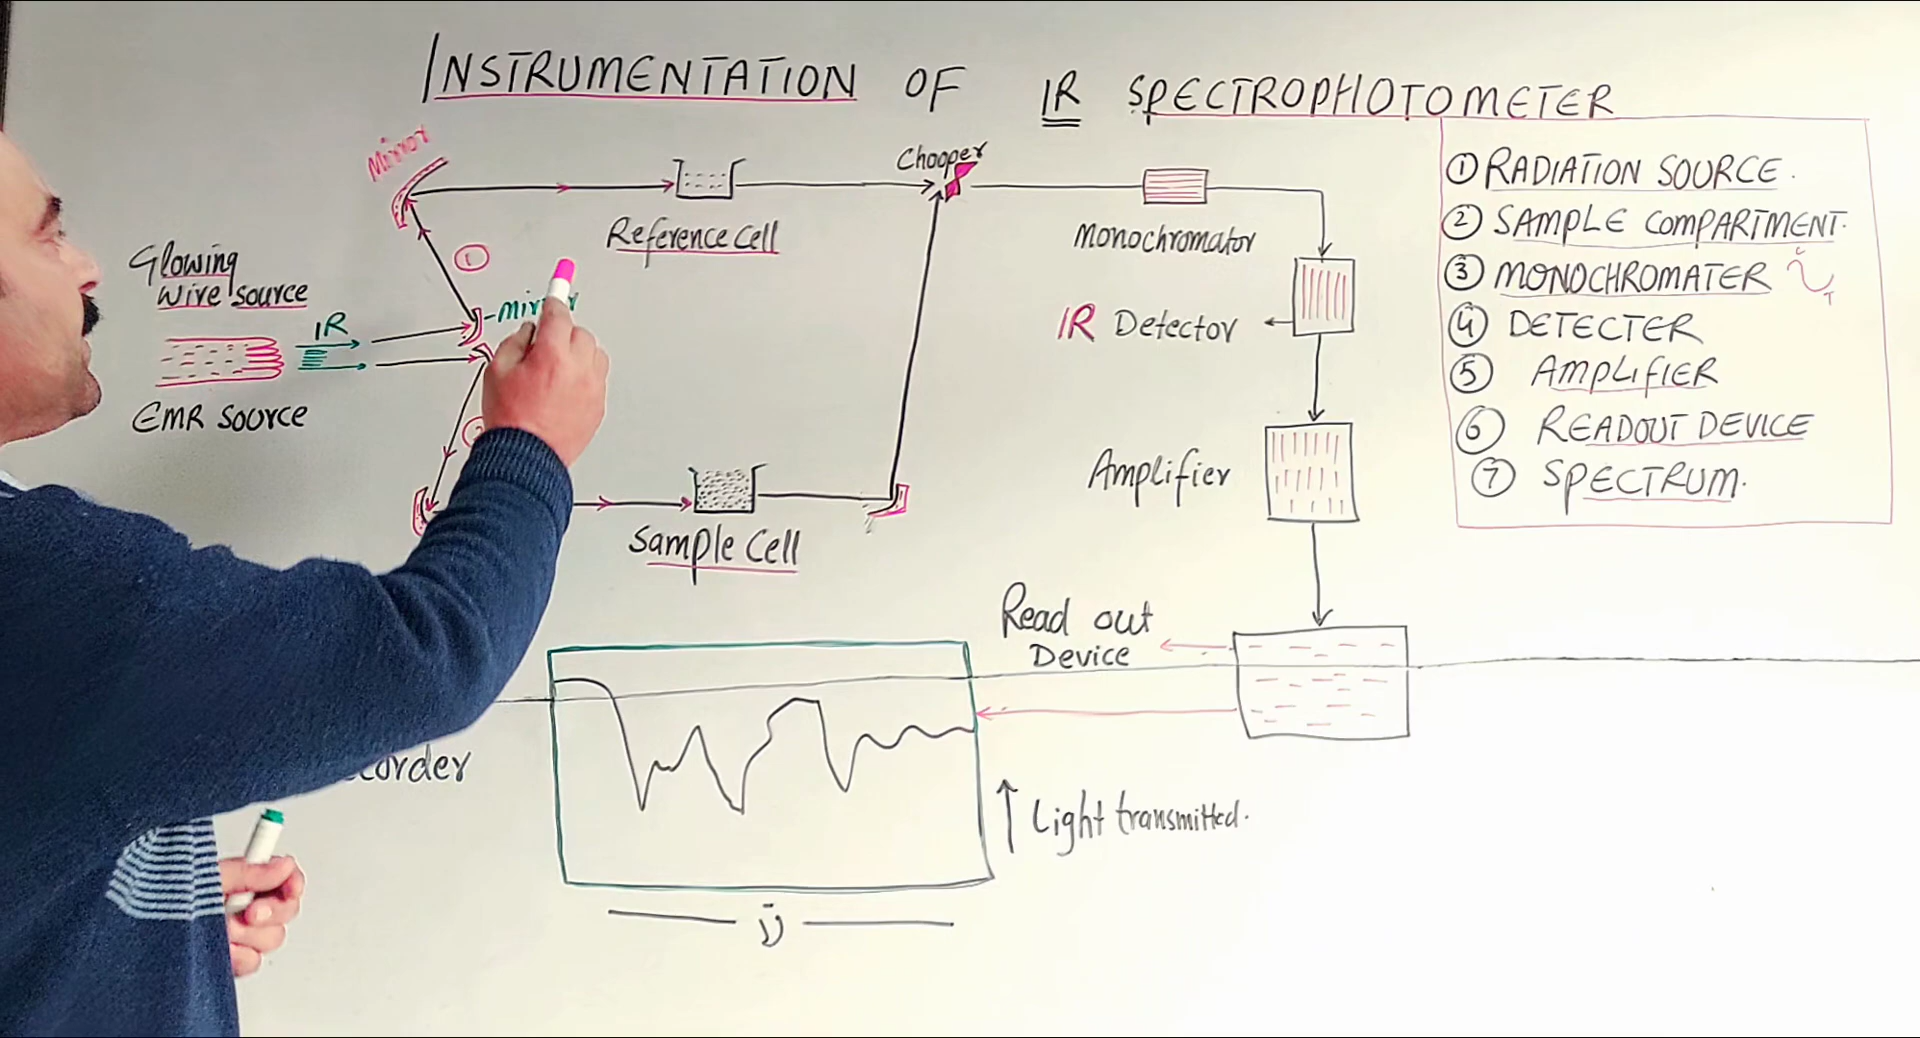 INSTRUMENTATION OF IR SPECTROPHOTOMETER
Mirror
Chooper
Reference Cell
Monochromator
① RADIATION SOURCE.
② SAMPLE COMPARTMENT.
③ MONOCHROMATER
④ DETECTER
⑤ AMPLIFIER
⑥ READOUT DEVICE
⑦ SPECTRUM.
Glowing
Wire source
IR
EMR SOURCE
①
IR Detector
Amplifier
Sample Cell
Read out
Device
Light transmitted.
ῡ